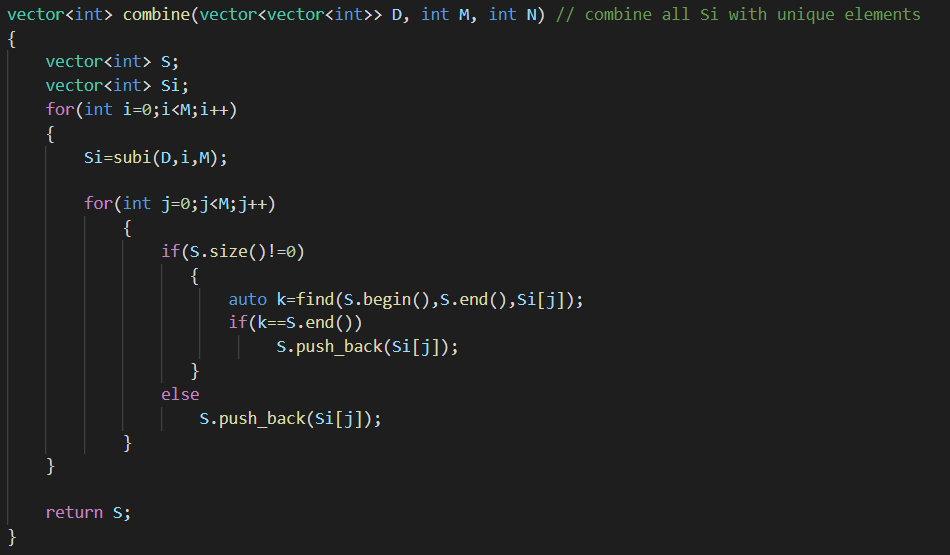 vector<int> combine(vector<vector<int>> D, int M, int N) // combine all Si with unique elements
{
    vector<int> S;
    vector<int> Si;
    for(int i=0;i<M;i++)
    {
        Si=subi(D,i,M);

        for(int j=0;j<M;j++)
            {
                if(S.size()!=0)
                   {
                       auto k=find(S.begin(),S.end(),Si[j]);
                       if(k==S.end())
                            S.push_back(Si[j]);
                   }
                else
                    S.push_back(Si[j]);
            }
    }

    return S;
}